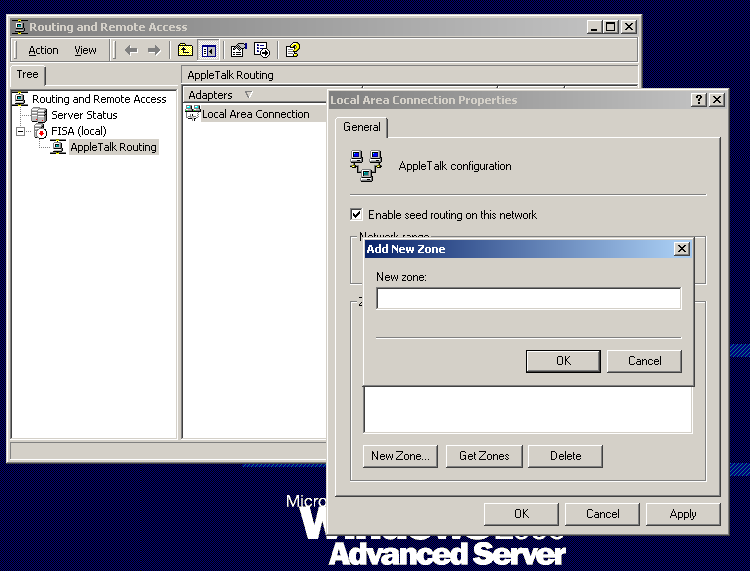 Routing and Remote Access
Action View
Tree
AppleTalk Routing
Adapters
Routing and Remote Access
Server Status
FISA (local)
AppleTalk Routing
Local Area Connection
Local Area Connection Properties
General
AppleTalk configuration
Enable seed routing on this network
Network range
Add New Zone
New zone:
OK Cancel
New Zone... Get Zones Delete
OK Cancel Apply
Advanced Server